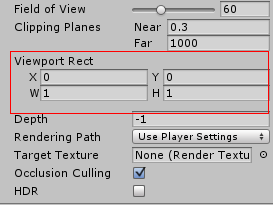 Field of View 60
Clipping Planes Near 0.3
Far 1000
Viewport Rect
X 0 Y 0
W 1 H 1
Depth -1
Rendering Path Use Player Settings
Target Texture None (Render Textu
Occlusion Culling
HDR